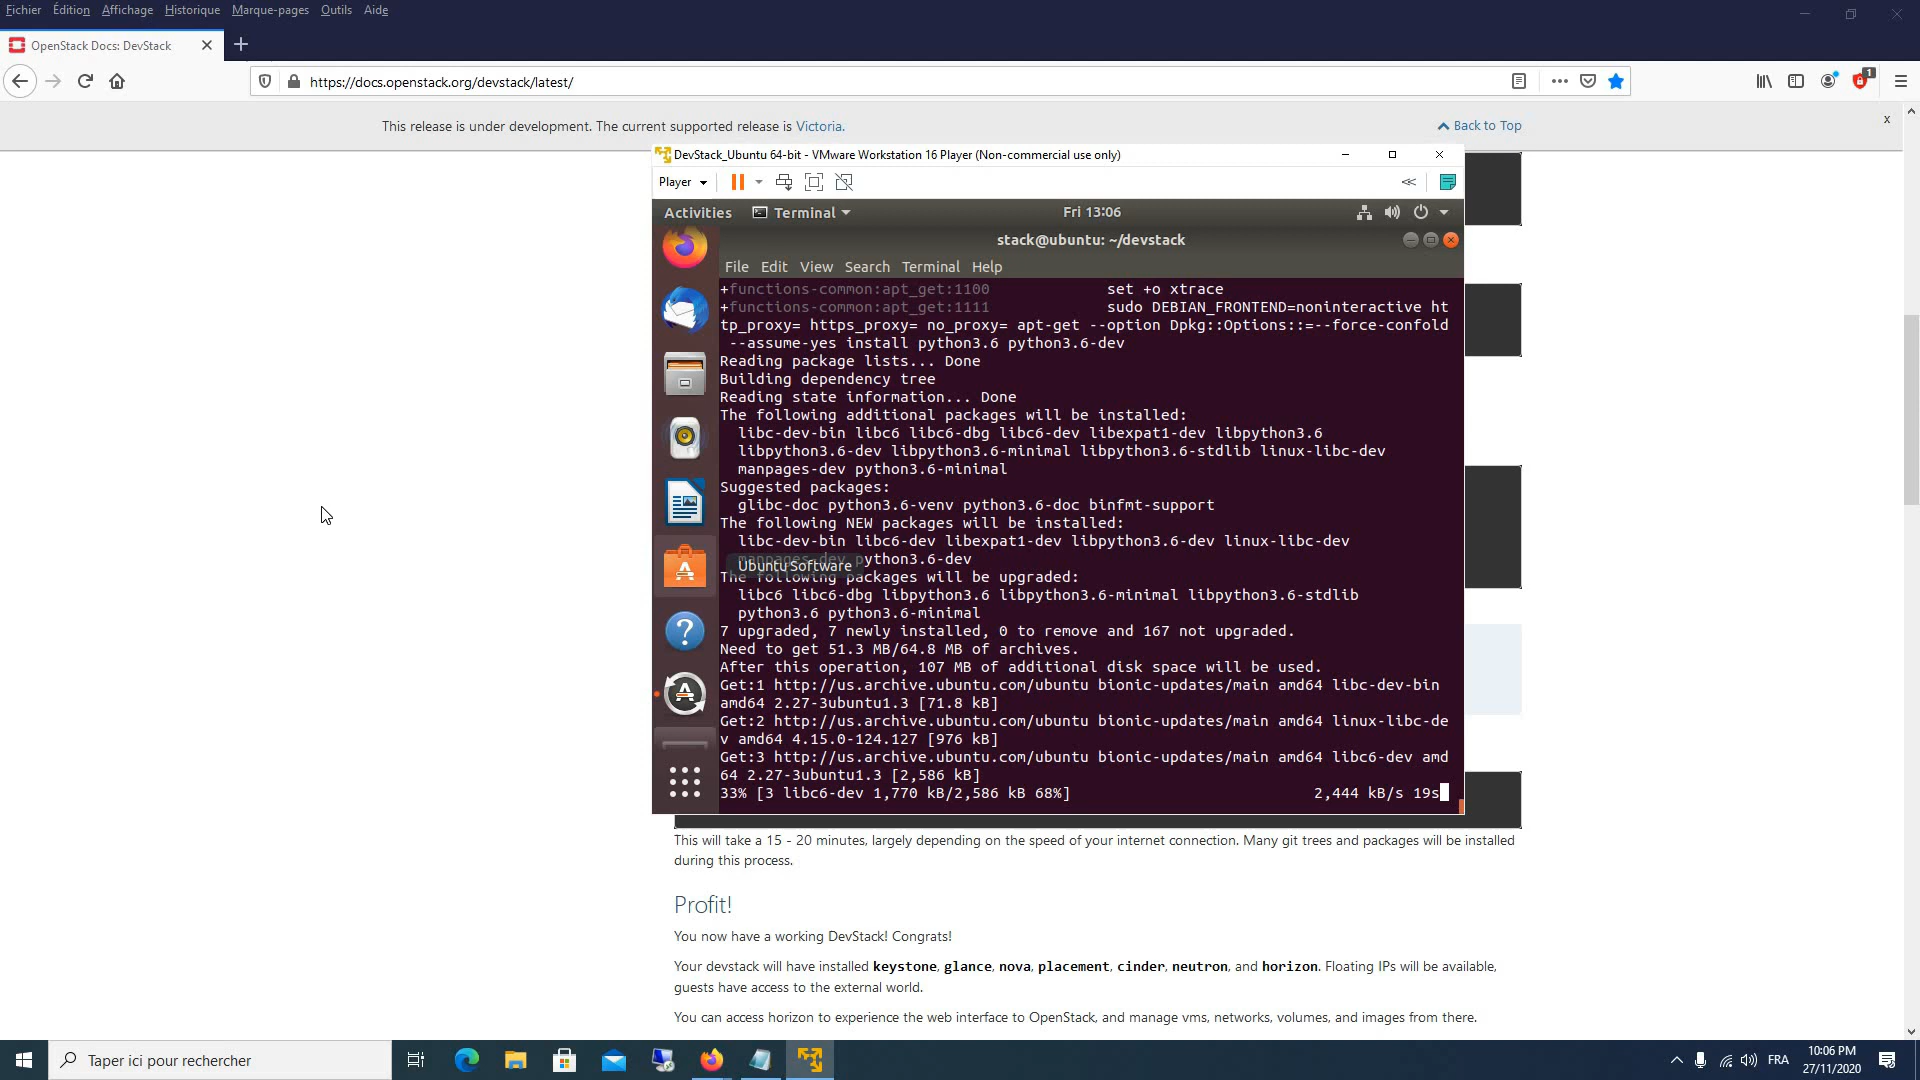 Fichier Édition Affichage Historique Marque-pages Outils Aide
OpenStack Docs: DevStack
https://docs.openstack.org/devstack/latest/
1
This release is under development. The current supported release is Victoria.
Back to Top
x
DevStack_Ubuntu 64-bit - VMware Workstation 16 Player (Non-commercial use only)
Player
Activities Terminal Fri 13:06
stack@ubuntu: ~/devstack
File Edit View Search Terminal Help
+functions-common:apt_get:1100 set +o xtrace
+functions-common:apt_get:1111 sudo DEBIAN_FRONTEND=noninteractive ht
tp_proxy= https_proxy= no_proxy= apt-get --option Dpkg::Options::=--force-confold
--assume-yes install python3.6 python3.6-dev
Reading package lists... Done
Building dependency tree
Reading state information... Done
The following additional packages will be installed:
libc-dev-bin libc6 libc6-dbg libc6-dev libexpat1-dev libpython3.6
libpython3.6-dev libpython3.6-minimal libpython3.6-stdlib linux-libc-dev
manpages-dev python3.6-minimal
Suggested packages:
glibc-doc python3.6-venv python3.6-doc binfmt-support
The following NEW packages will be installed:
libc-dev-bin libc6-dev libexpat1-dev libpython3.6-dev linux-libc-dev
manpages-dev python3.6-dev
Ubuntu Software
The following packages will be upgraded:
libc6 libc6-dbg libpython3.6 libpython3.6-minimal libpython3.6-stdlib
python3.6 python3.6-minimal
7 upgraded, 7 newly installed, 0 to remove and 167 not upgraded.
Need to get 51.3 MB/64.8 MB of archives.
After this operation, 107 MB of additional disk space will be used.
Get:1 http://us.archive.ubuntu.com/ubuntu bionic-updates/main amd64 libc-dev-bin
amd64 2.27-3ubuntu1.3 [71.8 kB]
Get:2 http://us.archive.ubuntu.com/ubuntu bionic-updates/main amd64 linux-libc-de
v amd64 4.15.0-124.127 [976 kB]
Get:3 http://us.archive.ubuntu.com/ubuntu bionic-updates/main amd64 libc6-dev amd
64 2.27-3ubuntu1.3 [2,586 kB]
33% [3 libc6-dev 1,770 kB/2,586 kB 68%] 2,444 kB/s 19s
This will take a 15 - 20 minutes, largely depending on the speed of your internet connection. Many git trees and packages will be installed
during this process.
Profit!
You now have a working DevStack! Congrats!
Your devstack will have installed keystone, glance, nova, placement, cinder, neutron, and horizon. Floating IPs will be available,
guests have access to the external world.
You can access horizon to experience the web interface to OpenStack, and manage vms, networks, volumes, and images from there.
Taper ici pour rechercher
FRA
10:06 PM
27/11/2020